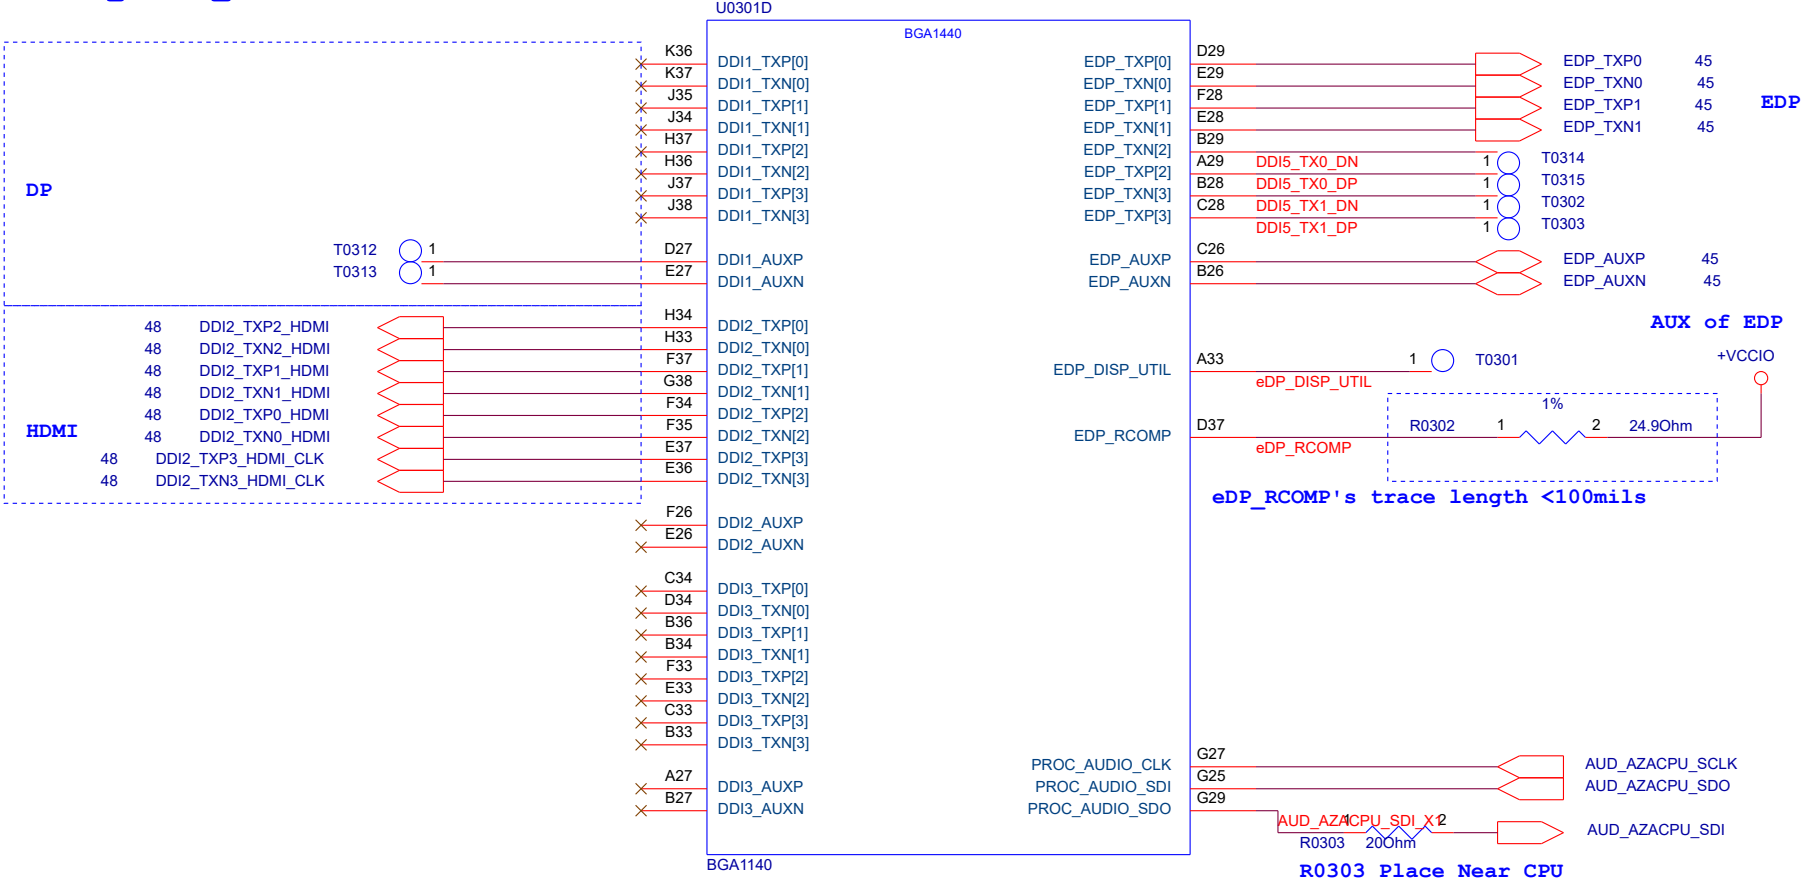 U0301D
BGA1440
K36 DDI1_TXP[0] EDP_TXP[0] D29 EDP_TXP0 45
K37 DDI1_TXN[0] EDP_TXN[0] E29 EDP_TXN0 45
J35 DDI1_TXP[1] EDP_TXP[1] F28 EDP_TXP1 45 EDP
J34 DDI1_TXN[1] EDP_TXN[1] E28 EDP_TXN1 45
H37 DDI1_TXP[2] EDP_TXN[2] B29 DDI5_TX0_DN 1 T0314
H36 DDI1_TXN[2] EDP_TXP[2] A29 DDI5_TX0_DP 1 T0315
DP
J37 DDI1_TXP[3] EDP_TXN[3] B28 DDI5_TX1_DN 1 T0302
J38 DDI1_TXN[3] EDP_TXP[3] C28 DDI5_TX1_DP 1 T0303
T0312 1 D27 DDI1_AUXP EDP_AUXP C26 EDP_AUXP 45
T0313 1 E27 DDI1_AUXN EDP_AUXN B26 EDP_AUXN 45
AUX of EDP
48 DDI2_TXP2_HDMI H34 DDI2_TXP[0]
48 DDI2_TXN2_HDMI H33 DDI2_TXN[0]
+VCCIO
48 DDI2_TXP1_HDMI F37 DDI2_TXP[1] EDP_DISP_UTIL A33 eDP_DISP_UTIL 1 T0301
48 DDI2_TXN1_HDMI G38 DDI2_TXN[1]
1%
48 DDI2_TXP0_HDMI F34 DDI2_TXP[2]
HDMI
48 DDI2_TXN0_HDMI F35 DDI2_TXN[2] EDP_RCOMP D37 eDP_RCOMP R0302 1 2 24.9Ohm
48 DDI2_TXP3_HDMI_CLK E37 DDI2_TXP[3]
48 DDI2_TXN3_HDMI_CLK E36 DDI2_TXN[3]
eDP_RCOMP's trace length <100mils
F26 DDI2_AUXP
E26 DDI2_AUXN
C34 DDI3_TXP[0]
D34 DDI3_TXN[0]
B36 DDI3_TXP[1]
B34 DDI3_TXN[1]
F33 DDI3_TXP[2]
E33 DDI3_TXN[2]
C33 DDI3_TXP[3]
B33 DDI3_TXN[3]
PROC_AUDIO_CLK G27 AUD_AZACPU_SCLK
A27 DDI3_AUXP PROC_AUDIO_SDI G25 AUD_AZACPU_SDO
B27 DDI3_AUXN PROC_AUDIO_SDO G29
AUD_AZACPU_SDI_X1 1 2 AUD_AZACPU_SDI
R0303 20Ohm
BGA1140
R0303 Place Near CPU